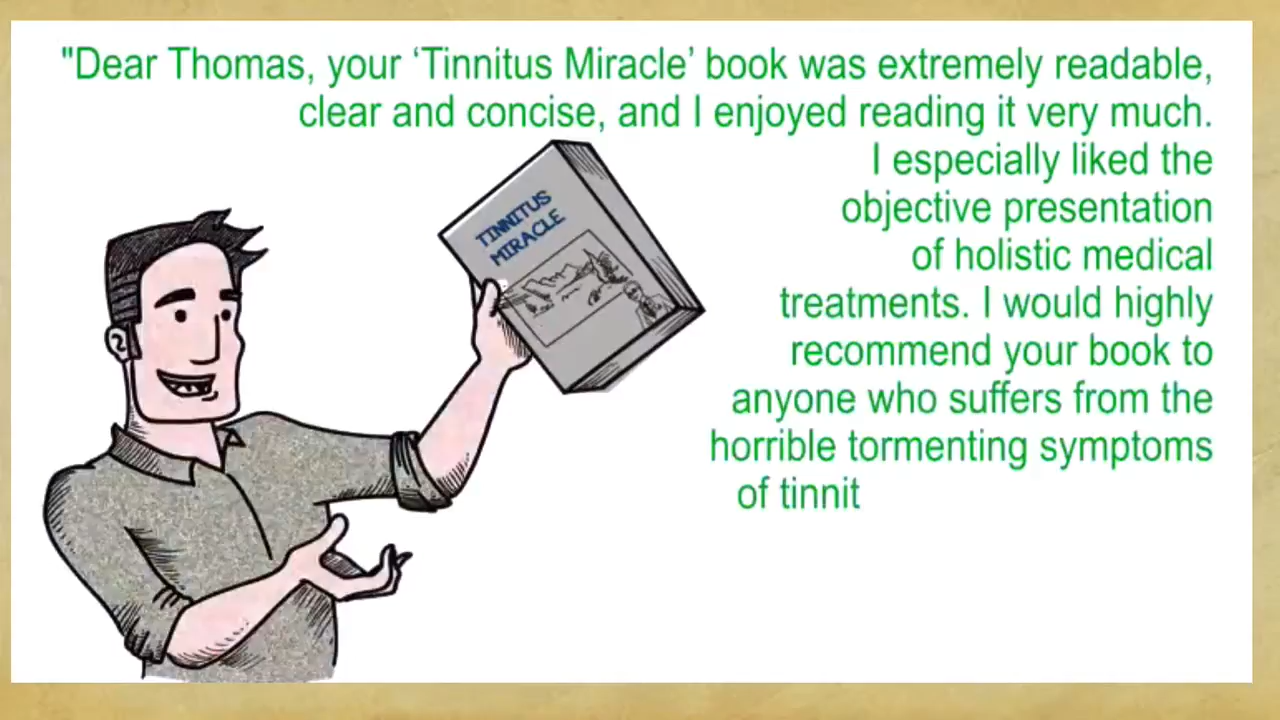 "Dear Thomas, your ‘Tinnitus Miracle’ book was extremely readable,
clear and concise, and I enjoyed reading it very much.
I especially liked the
objective presentation
of holistic medical
treatments. I would highly
recommend your book to
anyone who suffers from the
horrible tormenting symptoms
of tinnit
TINNITUS
MIRACLE